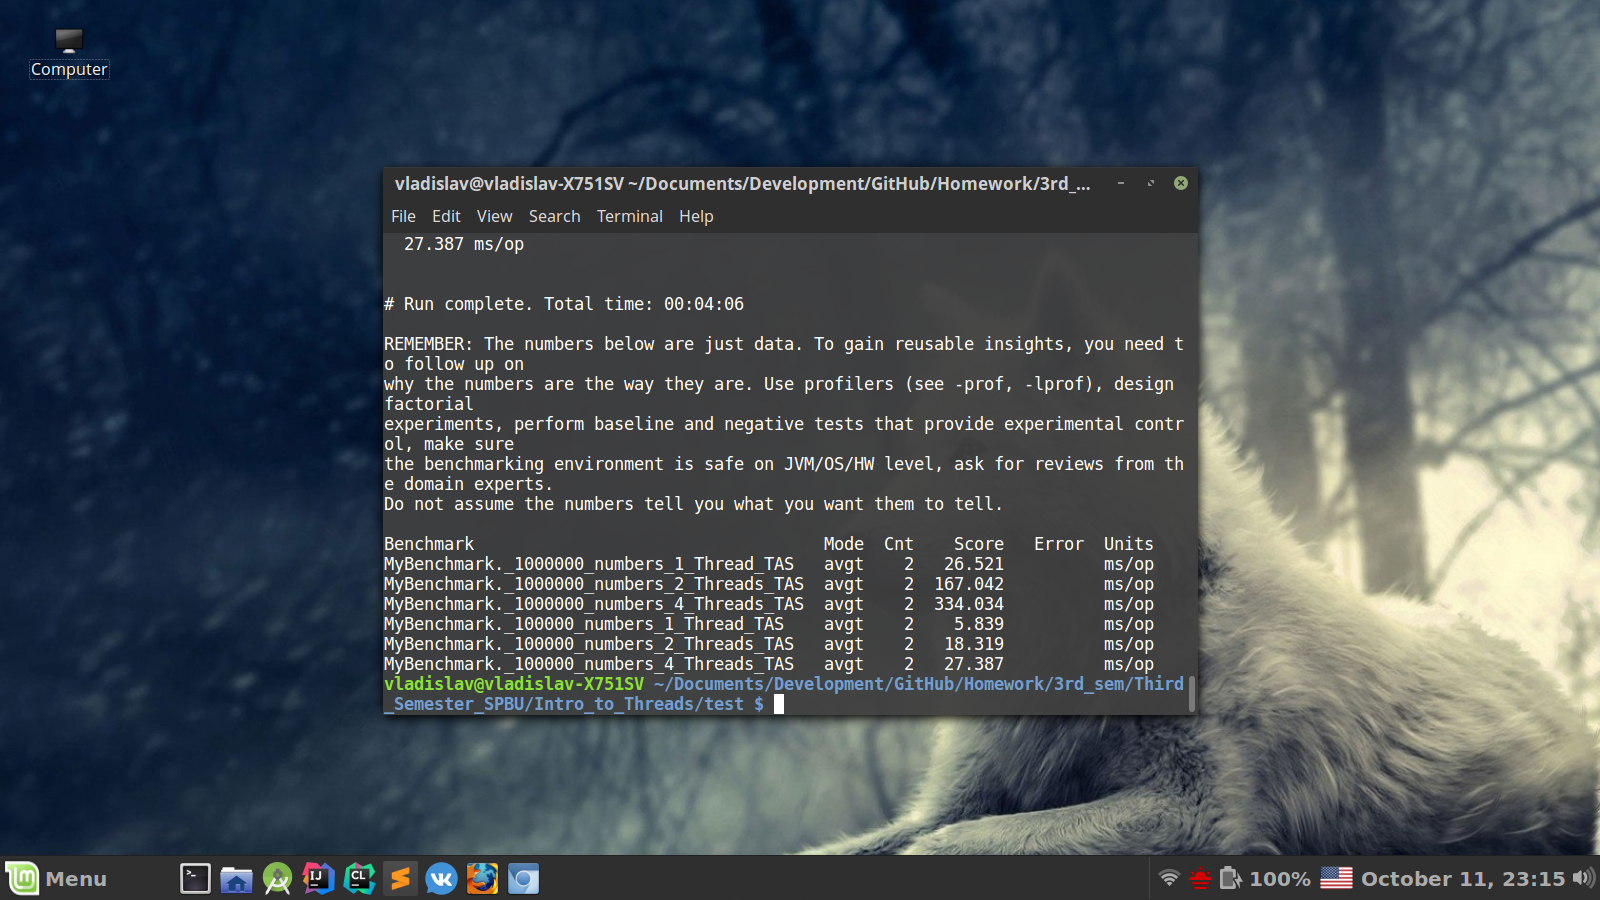 Computer
vladislav@vladislav-X751SV ~/Documents/Development/GitHub/Homework/3rd_...
File Edit View Search Terminal Help
27.387 ms/op
# Run complete. Total time: 00:04:06
REMEMBER: The numbers below are just data. To gain reusable insights, you need t
o follow up on
why the numbers are the way they are. Use profilers (see -prof, -lprof), design
factorial
experiments, perform baseline and negative tests that provide experimental contr
ol, make sure
the benchmarking environment is safe on JVM/OS/HW level, ask for reviews from th
e domain experts.
Do not assume the numbers tell you what you want them to tell.
Benchmark Mode Cnt Score Error Units
MyBenchmark._1000000_numbers_1_Thread_TAS avgt 2 26.521 ms/op
MyBenchmark._1000000_numbers_2_Threads_TAS avgt 2 167.042 ms/op
MyBenchmark._1000000_numbers_4_Threads_TAS avgt 2 334.034 ms/op
MyBenchmark._100000_numbers_1_Thread_TAS avgt 2 5.839 ms/op
MyBenchmark._100000_numbers_2_Threads_TAS avgt 2 18.319 ms/op
MyBenchmark._100000_numbers_4_Threads_TAS avgt 2 27.387 ms/op
vladislav@vladislav-X751SV ~/Documents/Development/GitHub/Homework/3rd_sem/Third
_Semester_SPBU/Intro_to_Threads/test $
Menu IJ CL 100% October 11, 23:15